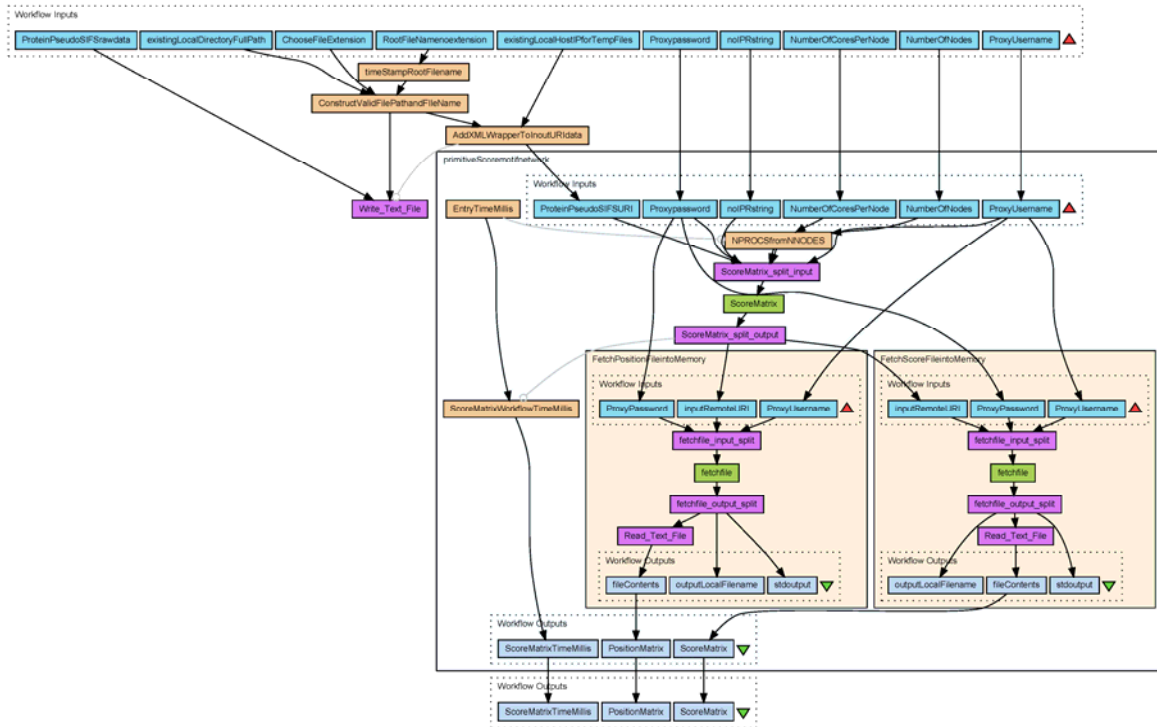 Workflow Inputs
ProteinPseudoSIFSrawdata existingLocalDirectoryFullPath ChooseFileExtension RootFileNamenoextension existingLocalHostIPforTempFiles Proxypassword noIPRstring NumberOfCoresPerNode NumberOfNodes ProxyUsername
timeStampRootFilename
ConstructValidFilePathandFileName
AddXMLWrapperToInoutURIdata
primitiveScoremotifnetwork
Workflow Inputs
Write_Text_File EntryTimeMillis ProteinPseudoSIFSURI Proxypassword noIPRstring NumberOfCoresPerNode NumberOfNodes ProxyUsername
NPROCSfromNNODES
ScoreMatrix_split_input
ScoreMatrix
ScoreMatrix_split_output
FetchPositionFileintoMemory FetchScoreFileintoMemory
Workflow Inputs Workflow Inputs
ScoreMatrixWorkflowTimeMillis ProxyPassword inputRemoteURI ProxyUsername inputRemoteURI ProxyPassword ProxyUsername
fetchfile_input_split fetchfile_input_split
fetchfile fetchfile
fetchfile_output_split fetchfile_output_split
Read_Text_File Read_Text_File
Workflow Outputs Workflow Outputs
fileContents outputLocalFilename stdoutput outputLocalFilename fileContents stdoutput
Workflow Outputs
ScoreMatrixTimeMillis PositionMatrix ScoreMatrix
Workflow Outputs
ScoreMatrixTimeMillis PositionMatrix ScoreMatrix